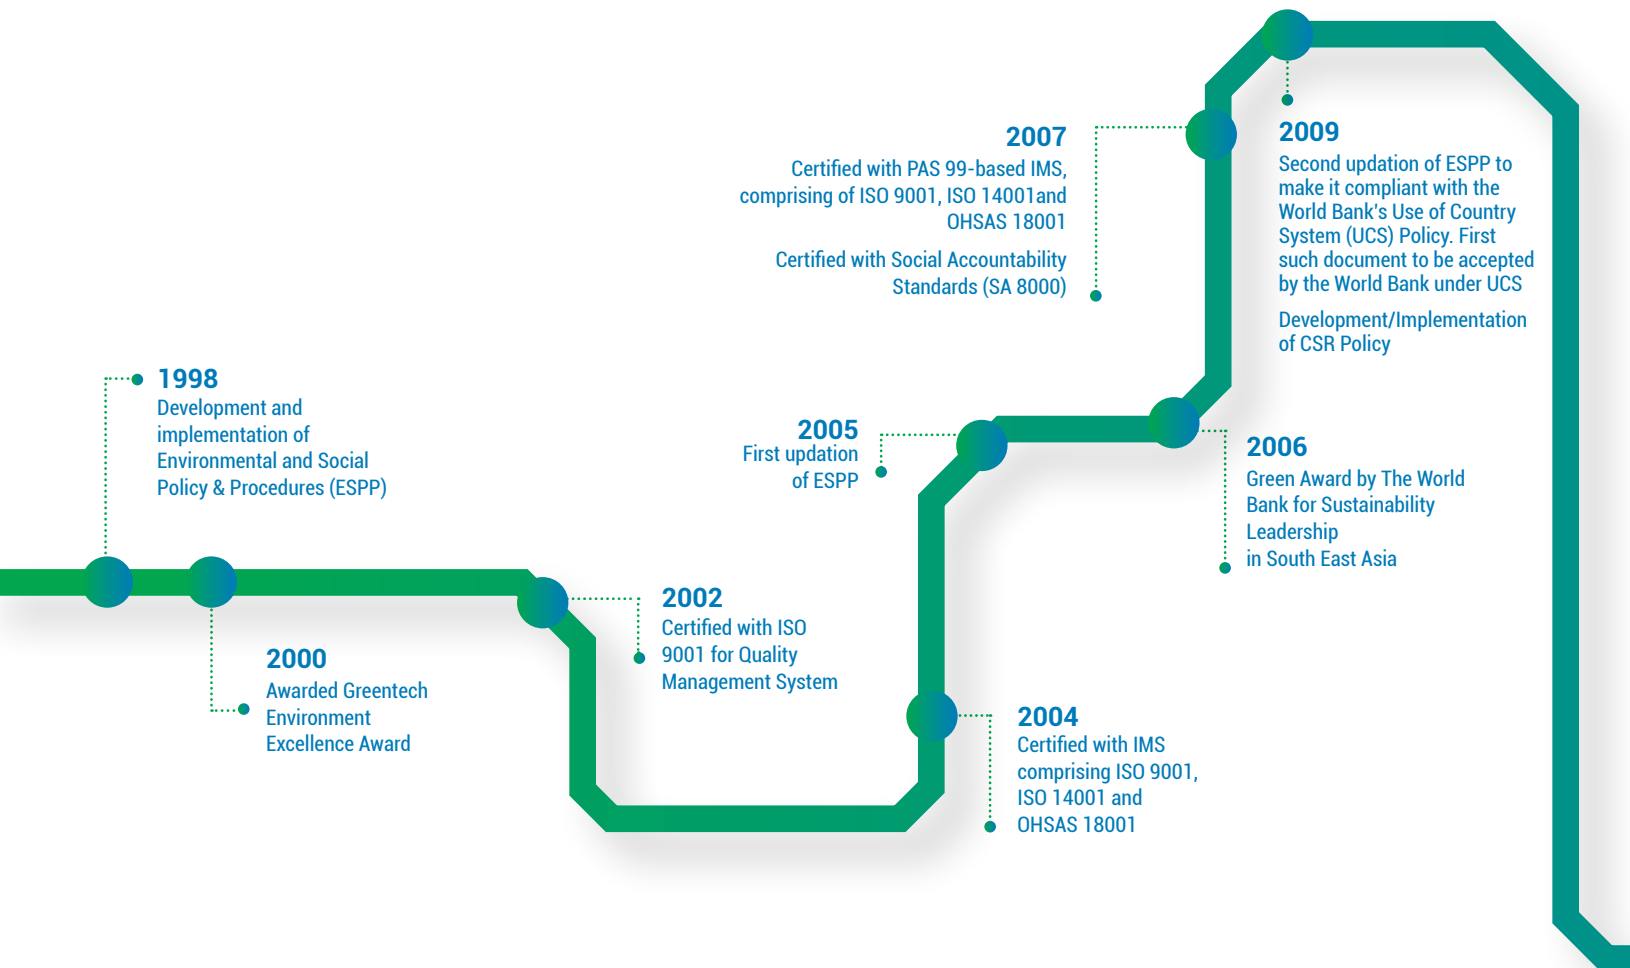 1998
Development and
implementation of
Environmental and Social
Policy & Procedures (ESPP)
2000
Awarded Greentech
Environment
Excellence Award
2002
Certified with ISO
9001 for Quality
Management System
2004
Certified with IMS
comprising ISO 9001,
ISO 14001 and
OHSAS 18001
2005
First updation
of ESPP
2006
Green Award by The World
Bank for Sustainability
Leadership
in South East Asia
2007
Certified with PAS 99-based IMS,
comprising of ISO 9001, ISO 14001and
OHSAS 18001
Certified with Social Accountability
Standards (SA 8000)
2009
Second updation of ESPP to
make it compliant with the
World Bank's Use of Country
System (UCS) Policy. First
such document to be accepted
by the World Bank under UCS
Development/Implementation
of CSR Policy